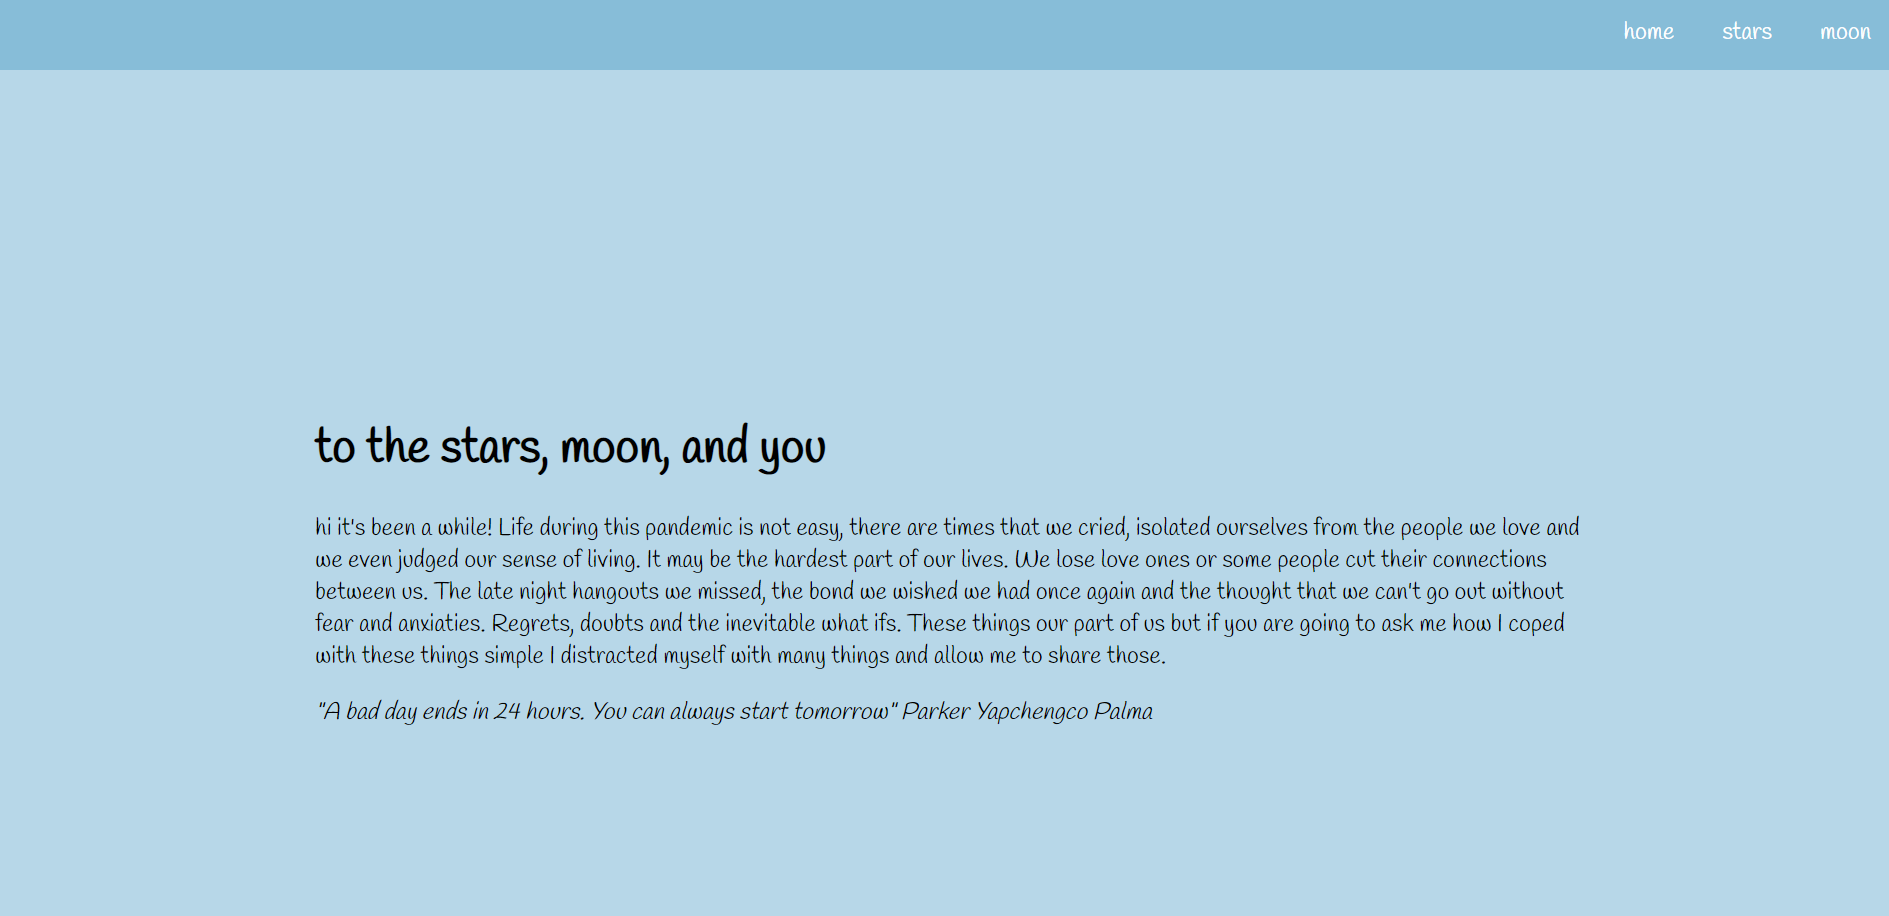 home stars moon
to the stars, moon, and you
hi it's been a while! Life during this pandemic is not easy, there are times that we cried, isolated ourselves from the people we love and
we even judged our sense of living. It may be the hardest part of our lives. We lose love ones or some people cut their connections
between us. The late night hangouts we missed, the bond we wished we had once again and the thought that we can't go out without
fear and anxiaties. Regrets, doubts and the inevitable what ifs. These things our part of us but if you are going to ask me how I coped
with these things simple I distracted myself with many things and allow me to share those.
"A bad day ends in 24 hours. You can always start tomorrow" Parker Yapchengco Palma